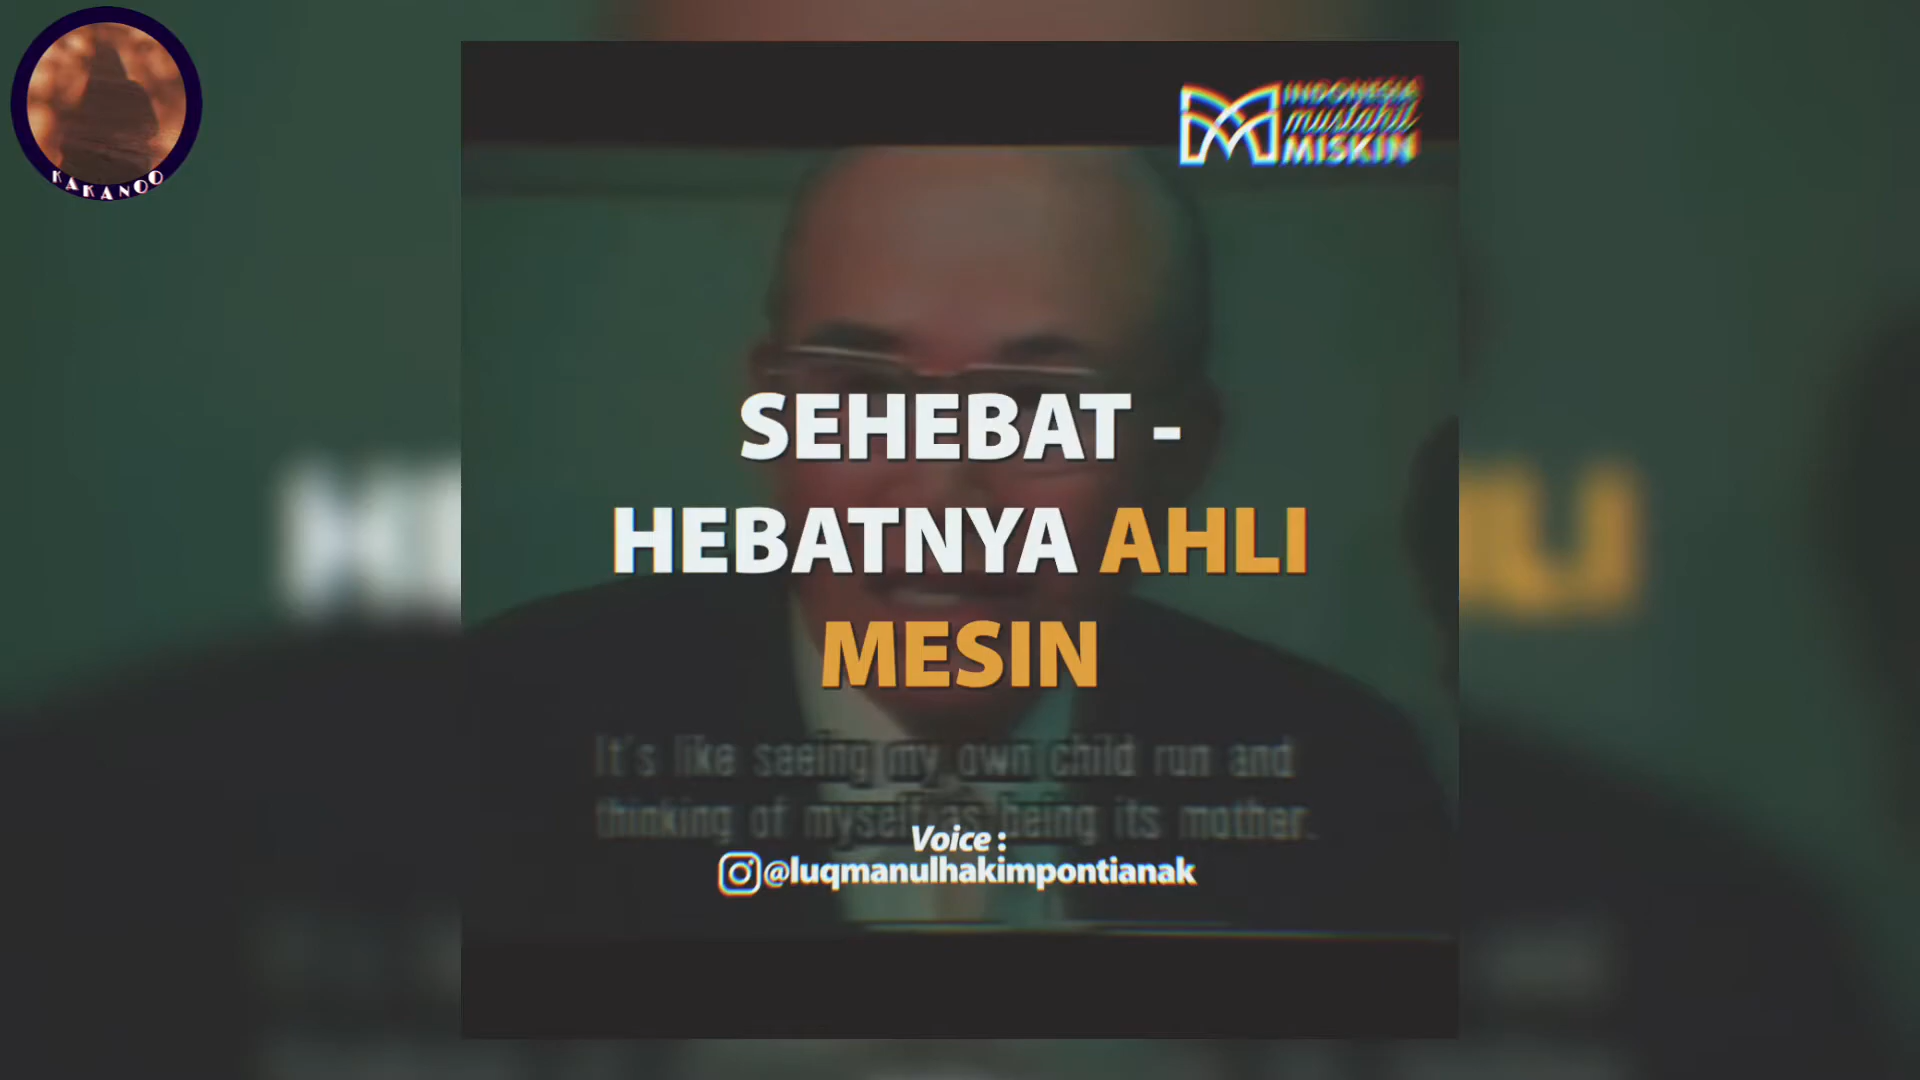 KAKANOO
INDONESIA
mustahil
MISKIN
SEHEBAT -
HEBATNYA AHLI
MESIN
It's like seeing my own child run and
thinking of myself as being its mother.
Voice :
@luqmanulhakimpontianak